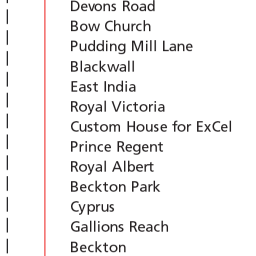 Devons Road
Bow Church
Pudding Mill Lane
Blackwall
East India
Royal Victoria
Custom House for ExCel
Prince Regent
Royal Albert
Beckton Park
Cyprus
Gallions Reach
Beckton